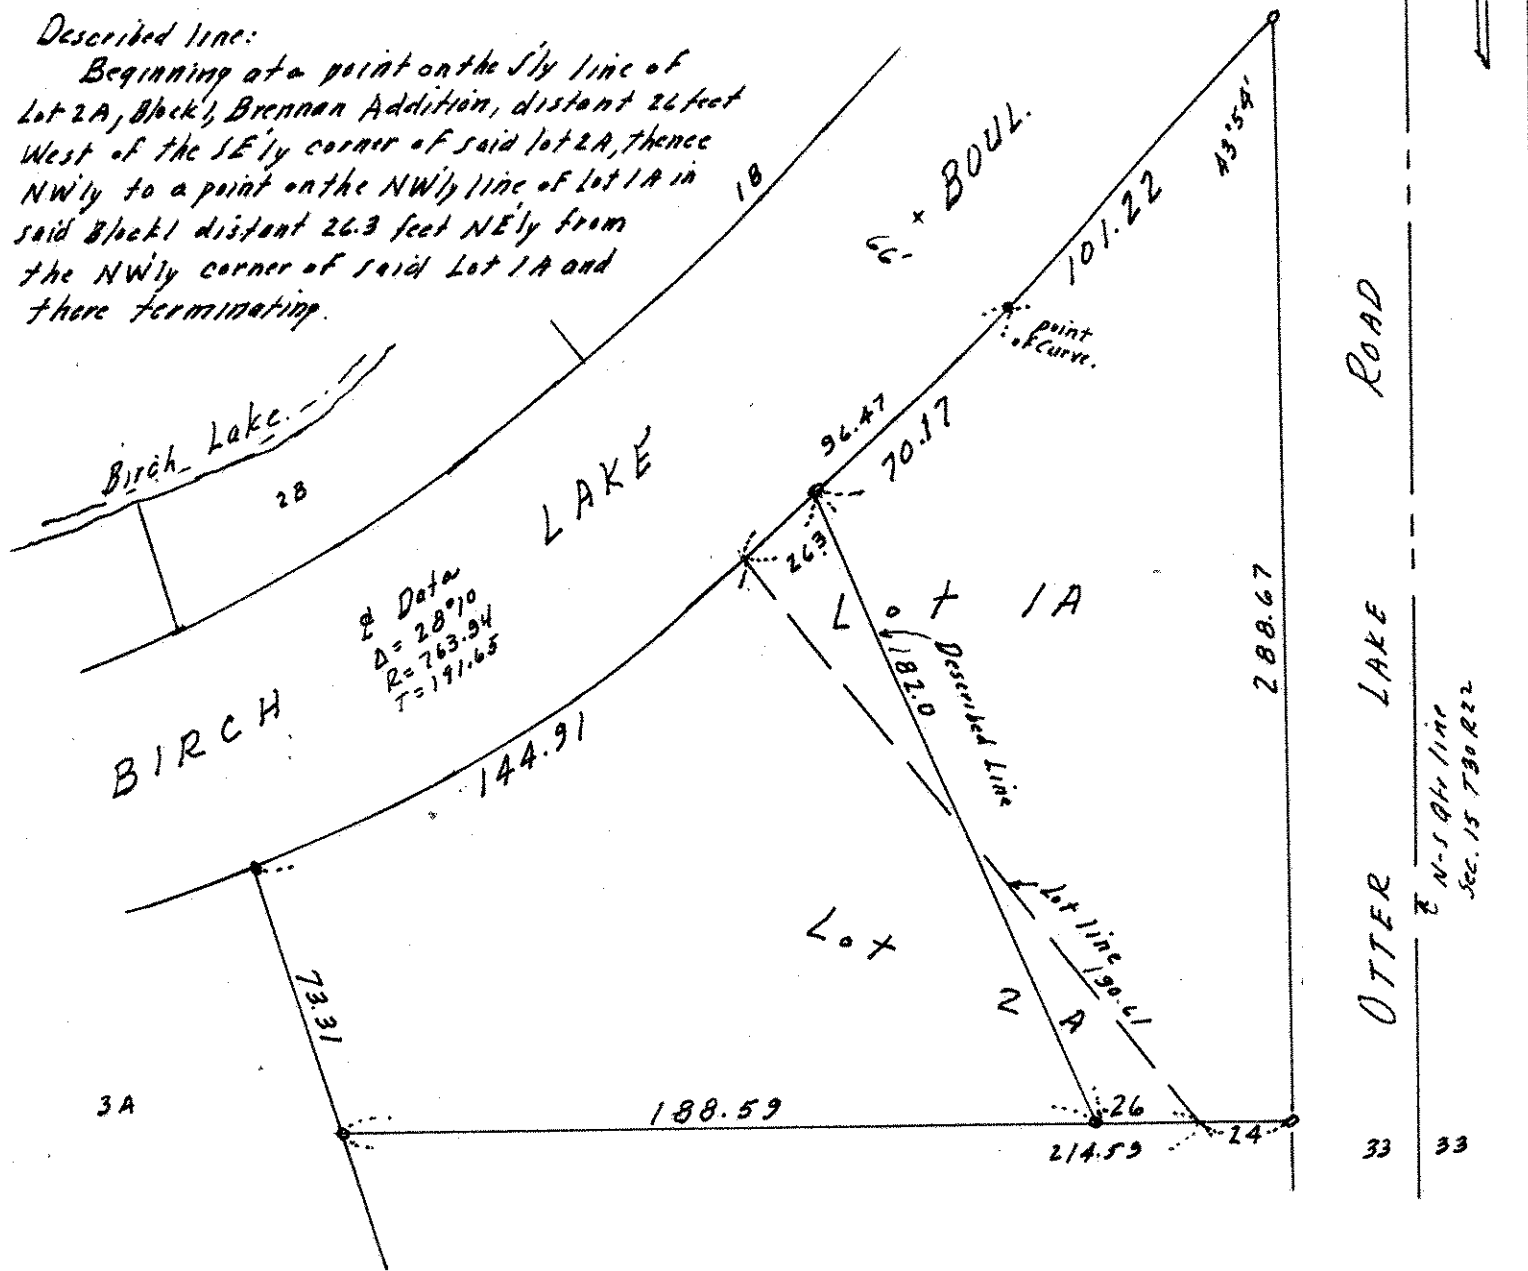 Described line:
Beginning at a point on the S'ly line of
Lot 2A, Block 1, Brennan Addition, distant 26 feet
West of the SE'ly corner of said lot 2A, thence
NW'ly to a point on the NW'ly line of Lot 1A in
said Block 1 distant 26.3 feet NE'ly from
the NW'ly corner of said Lot 1A and
there terminating.
1B
66' + BOUL.
43°54'
101.22
point
of Curve.
Birch Lake
2B
LAKE
96.47
70.17
26.3
℄ Data
Δ = 28°10
R = 763.94
T = 191.65
BIRCH
144.91
Lot 1A
182.0
Described Line
288.67
ROAD
LAKE
OTTER
℄ N-S Qtr line
Sec. 15 T30 R22
Lot
2 A
Lot line
190.61
73.31
3A
188.59
26
214.59
24
33
33